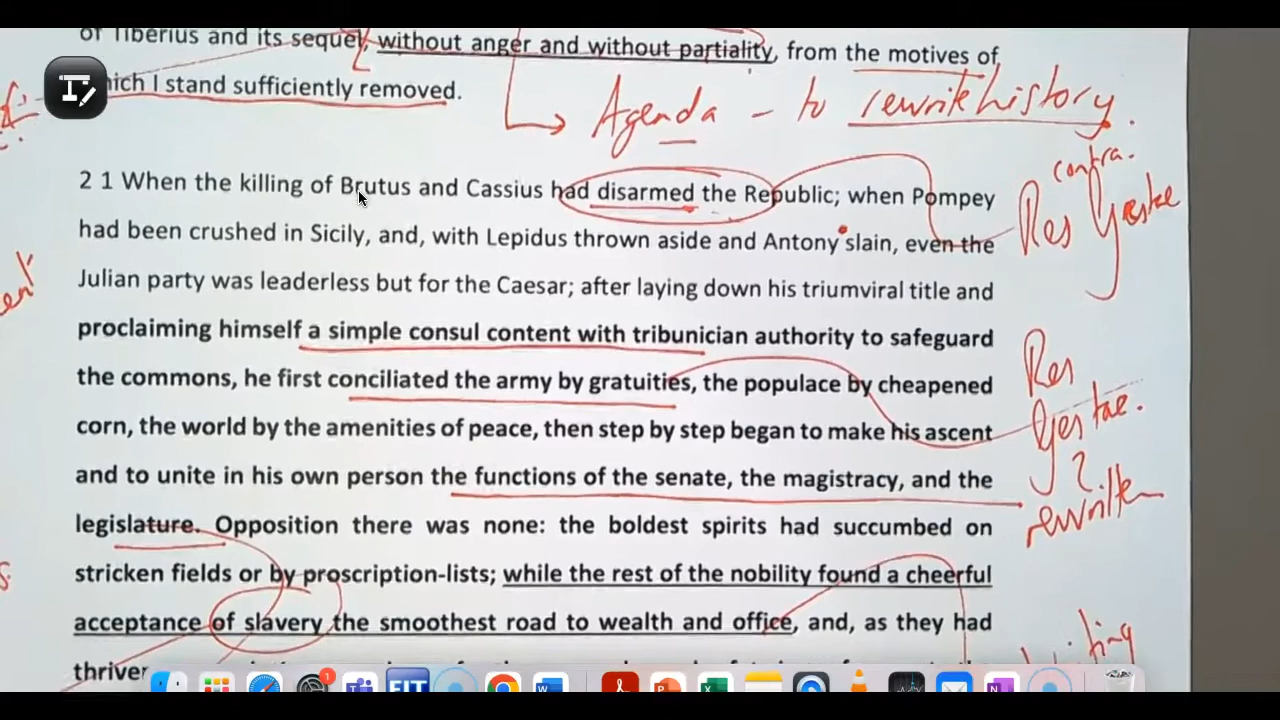 of Tiberius and its sequel, without anger and without partiality, from the motives of
hich I stand sufficiently removed.
Agenda - to rewrite history.
contra.
Res Gestae
2 1 When the killing of Brutus and Cassius had disarmed the Republic; when Pompey
had been crushed in Sicily, and, with Lepidus thrown aside and Antony slain, even the
Julian party was leaderless but for the Caesar; after laying down his triumviral title and
proclaiming himself a simple consul content with tribunician authority to safeguard
the commons, he first conciliated the army by gratuities, the populace by cheapened
corn, the world by the amenities of peace, then step by step began to make his ascent
and to unite in his own person the functions of the senate, the magistracy, and the
legislature. Opposition there was none: the boldest spirits had succumbed on
stricken fields or by proscription-lists; while the rest of the nobility found a cheerful
acceptance of slavery the smoothest road to wealth and office, and, as they had
Res
Gestae.
?
rewritten
EIT
1